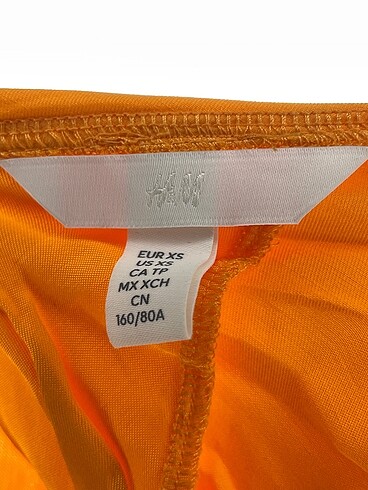 H&M
EUR XS
US XS
CA TP
MX XCH
CN
160/80A